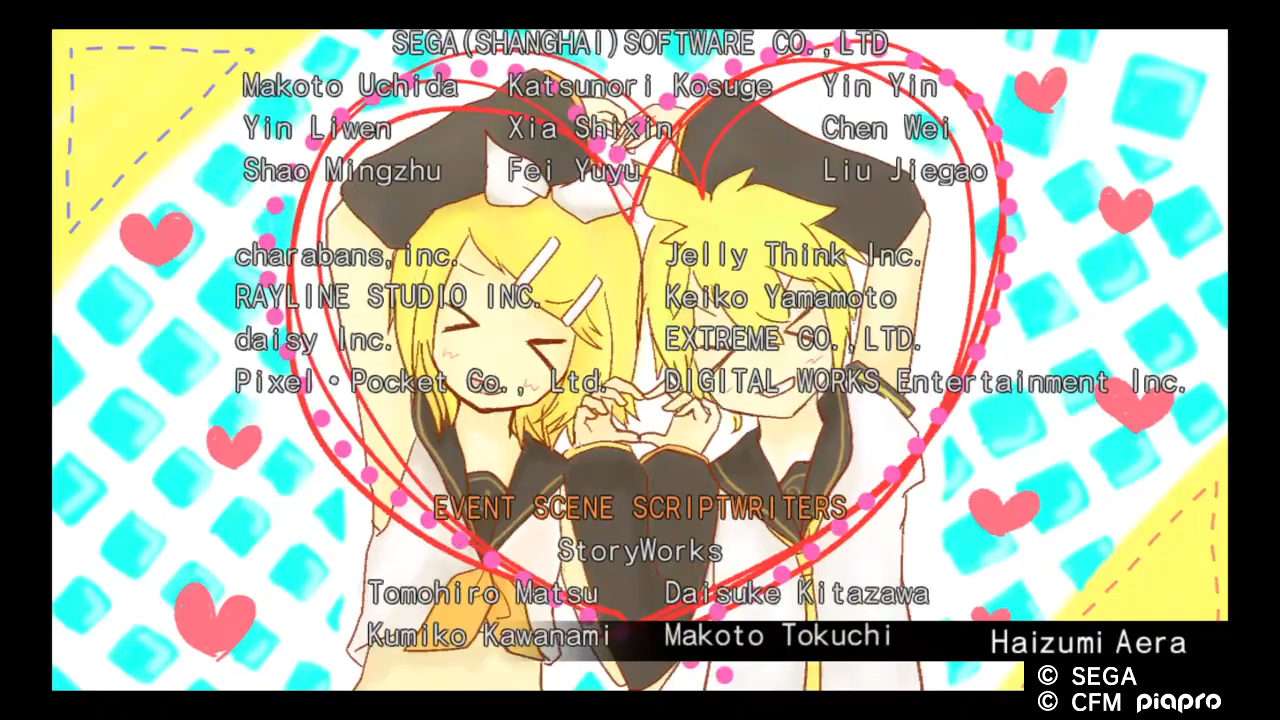 SEGA(SHANGHAI)SOFTWARE CO.,LTD
Makoto Uchida Katsunori Kosuge Yin Yin
Yin Liwen Xia Shixin Chen Wei
Shao Mingzhu Fei Yuyu Liu Jiegao
charabans,inc. Jelly Think Inc.
RAYLINE STUDIO INC. Keiko Yamamoto
daisy Inc. EXTREME CO.,LTD.
Pixel・Pocket Co., Ltd. DIGITAL WORKS Entertainment Inc.
EVENT SCENE SCRIPTWRITERS
StoryWorks
Tomohiro Matsu Daisuke Kitazawa
Kumiko Kawanami Makoto Tokuchi
Haizumi Aera
© SEGA
© CFM piapro